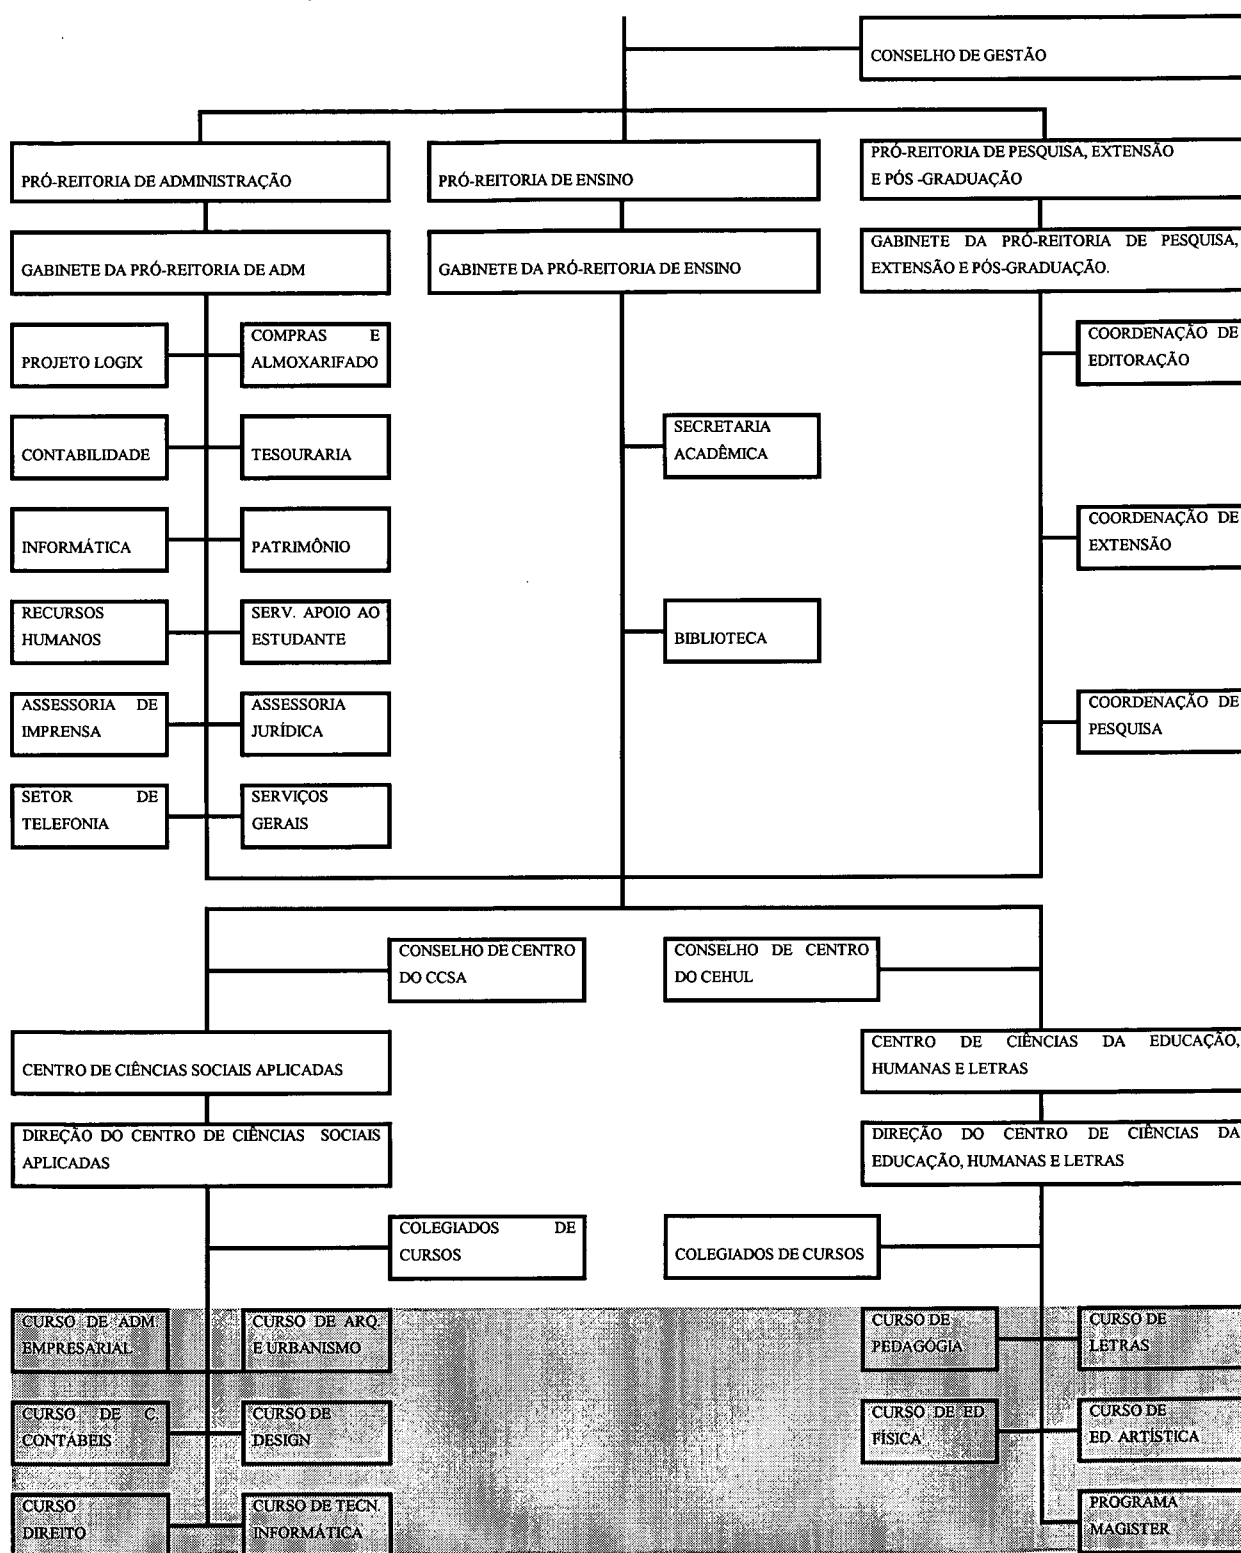 CONSELHO DE GESTÃO
PRÓ-REITORIA DE ADMINISTRAÇÃO
PRÓ-REITORIA DE ENSINO
PRÓ-REITORIA DE PESQUISA, EXTENSÃO
E PÓS -GRADUAÇÃO
GABINETE DA PRÓ-REITORIA DE ADM
GABINETE DA PRÓ-REITORIA DE ENSINO
GABINETE DA PRÓ-REITORIA DE PESQUISA,
EXTENSÃO E PÓS-GRADUAÇÃO.
PROJETO LOGIX
COMPRAS E
ALMOXARIFADO
COORDENAÇÃO DE
EDITORAÇÃO
CONTABILIDADE
TESOURARIA
SECRETARIA
ACADÊMICA
INFORMÁTICA
PATRIMÔNIO
COORDENAÇÃO DE
EXTENSÃO
RECURSOS
HUMANOS
SERV. APOIO AO
ESTUDANTE
BIBLIOTECA
ASSESSORIA DE
IMPRENSA
ASSESSORIA
JURÍDICA
COORDENAÇÃO DE
PESQUISA
SETOR DE
TELEFONIA
SERVIÇOS
GERAIS
CONSELHO DE CENTRO
DO CCSA
CONSELHO DE CENTRO
DO CEHUL
CENTRO DE CIÊNCIAS SOCIAIS APLICADAS
CENTRO DE CIÊNCIAS DA EDUCAÇÃO,
HUMANAS E LETRAS
DIREÇÃO DO CENTRO DE CIÊNCIAS SOCIAIS
APLICADAS
DIREÇÃO DO CENTRO DE CIÊNCIAS DA
EDUCAÇÃO, HUMANAS E LETRAS
COLEGIADOS DE
CURSOS
COLEGIADOS DE CURSOS
CURSO DE ADM.
EMPRESARIAL
CURSO DE ARQ.
E URBANISMO
CURSO DE
PEDAGÓGIA
CURSO DE
LETRAS
CURSO DE C.
CONTÁBEIS
CURSO DE
DESIGN
CURSO DE ED.
FÍSICA
CURSO DE
ED. ARTÍSTICA
CURSO
DIREITO
CURSO DE TECN.
INFORMÁTICA
PROGRAMA
MAGISTER